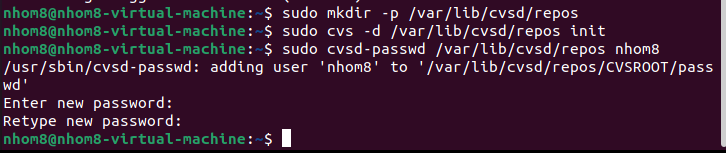 nhom8@nhom8-virtual-machine:~$ sudo mkdir -p /var/lib/cvsd/repos
nhom8@nhom8-virtual-machine:~$ sudo cvs -d /var/lib/cvsd/repos init
nhom8@nhom8-virtual-machine:~$ sudo cvsd-passwd /var/lib/cvsd/repos nhom8
/usr/sbin/cvsd-passwd: adding user 'nhom8' to '/var/lib/cvsd/repos/CVSROOT/pass
wd'
Enter new password:
Retype new password:
nhom8@nhom8-virtual-machine:~$